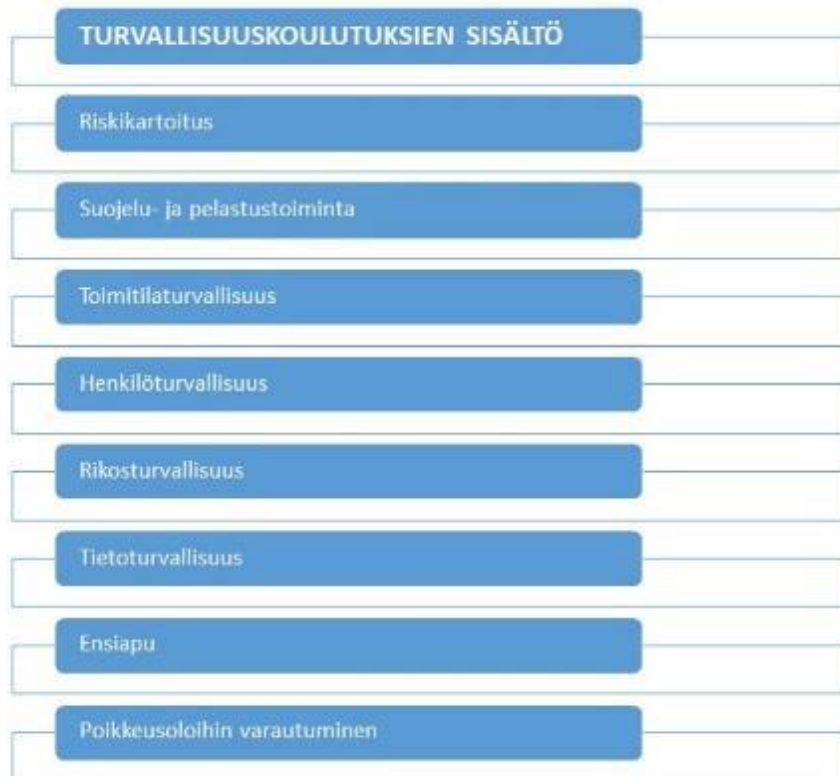 TURVALLISUUSKOULUTUKSIEN SISÄLTÖ
Riskikartoitus
Suojelu- ja pelastustoiminta
Toimitilaturvallisuus
Henkilöturvallisuus
Rikosturvallisuus
Tietoturvallisuus
Ensiapu
Poikkeusoloihin varautuminen